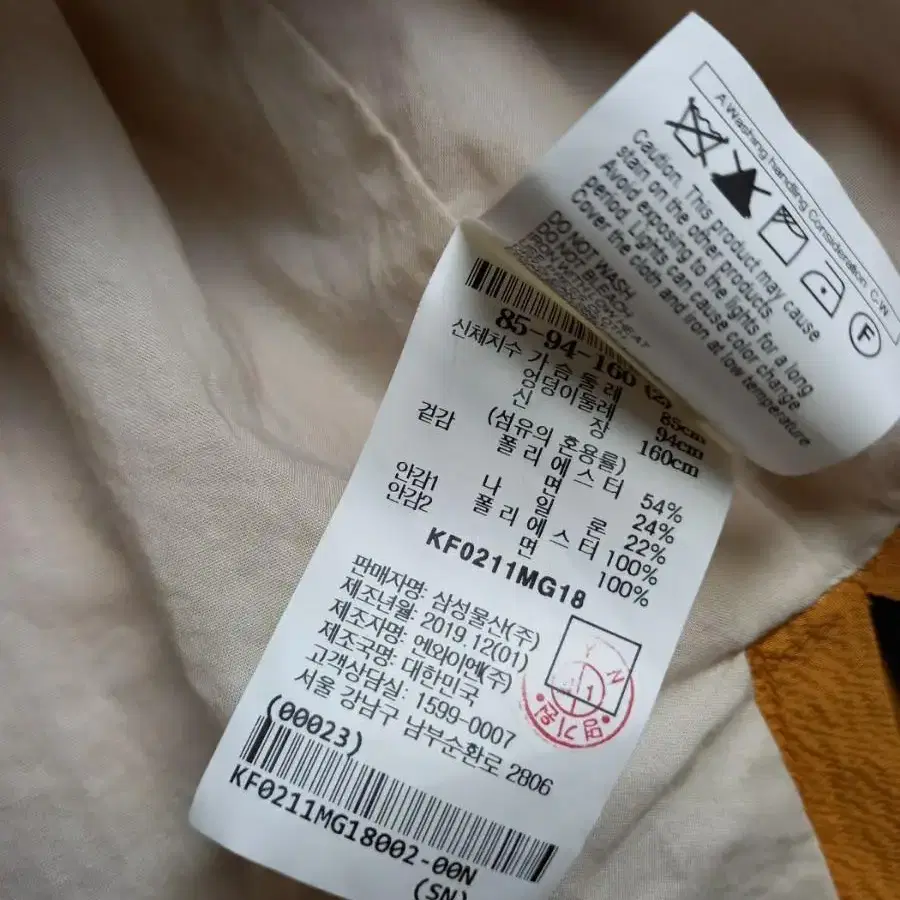 A.Washing handling Consideration. C.W
F
Caution. This product may cause
stain on the other products.
Avoid exposing to the lights for a long
period. Lights can cause color change.
Cover the cloth and iron at low temperature
DO NOT WASH
DO NOT BLEACH
85-94-160 (Z)
신체치수 가슴둘레 85cm
엉덩이둘레 94cm
신 장 160cm
(섬유의 혼용률)
겉감 폴리에스터 54%
면 24%
나 일 론 22%
안감1 폴리에스터 100%
안감2 면 100%
KF0211MG18
판매자명: 삼성물산(주)
제조년월: 2019.12(01)
제조자명: 엔와이엔(주)
제조국명: 대한민국
고객상담실: 1599-0007
서울 강남구 남부순환로 2806
Y N
1
(00023)
KF0211MG18002-00N
(SN)